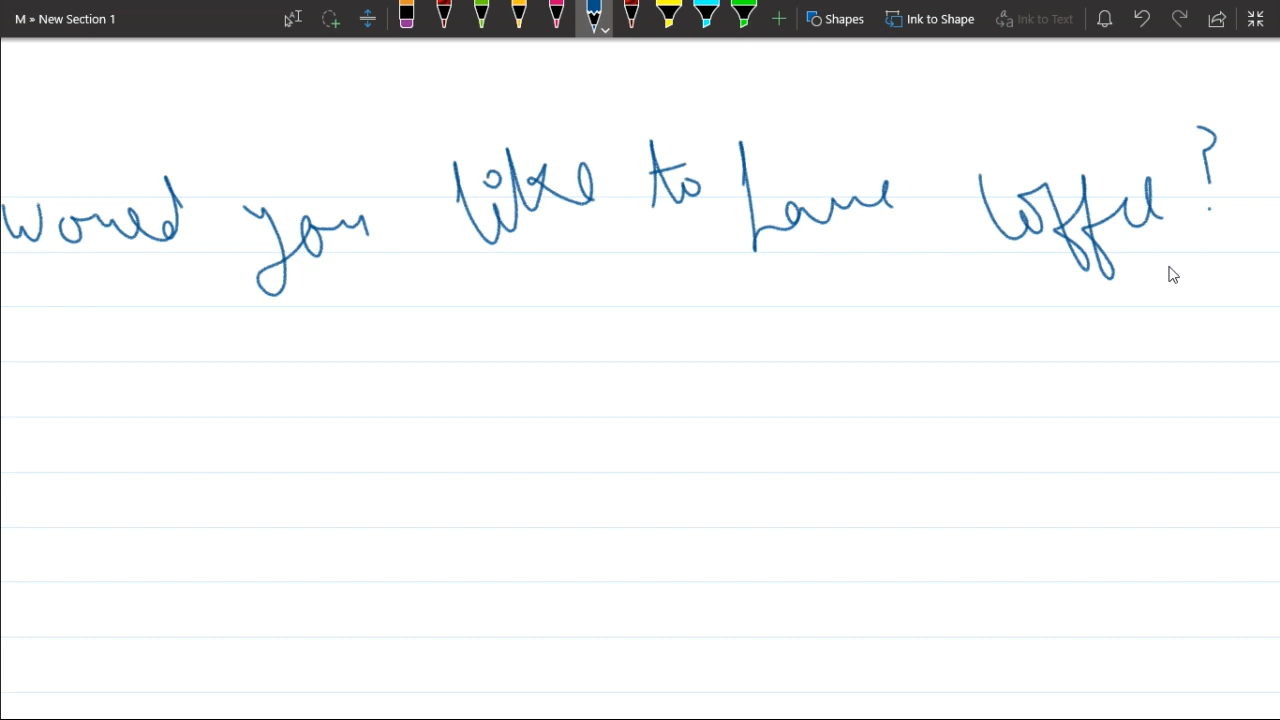 M » New Section 1 Shapes Ink to Shape Ink to Text
Would you like to have coffee?